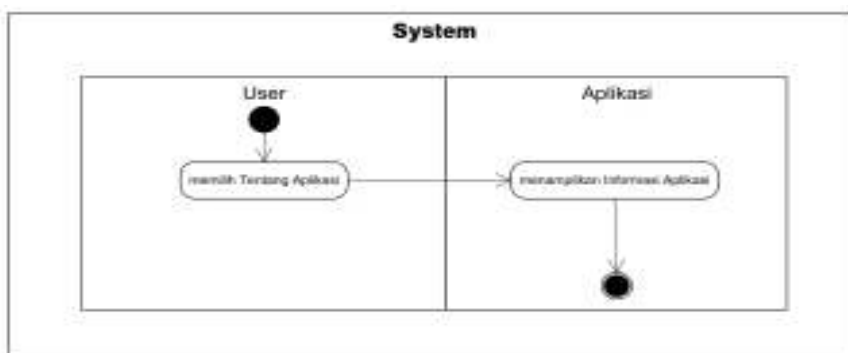 System
User
Aplikasi
memilih Tentang Aplikasi
menampilkan Informasi Aplikasi